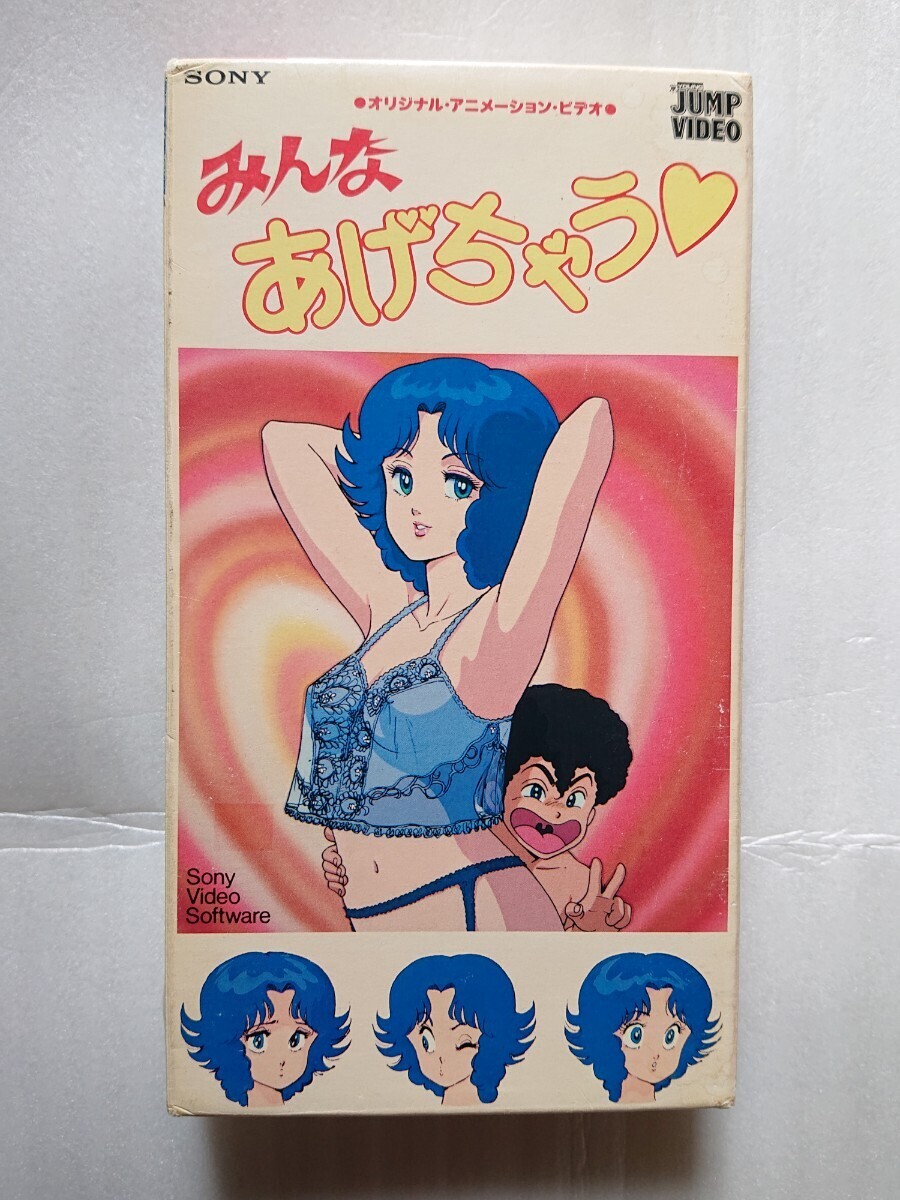 SONY
●オリジナル・アニメーション・ビデオ●
JUMP
VIDEO
みんな
あげちゃう♡
Sony
Video
Software